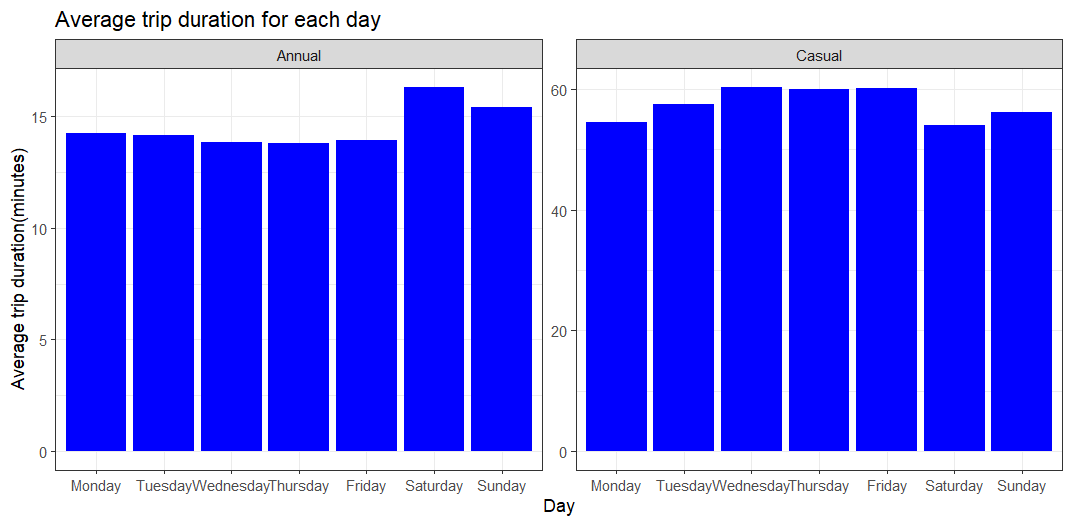 Average trip duration for each day
Annual
Casual
Average trip duration(minutes)
15
10
5
0
60
40
20
0
Monday Tuesday Wednesday Thursday Friday Saturday Sunday
Monday Tuesday Wednesday Thursday Friday Saturday Sunday
Day